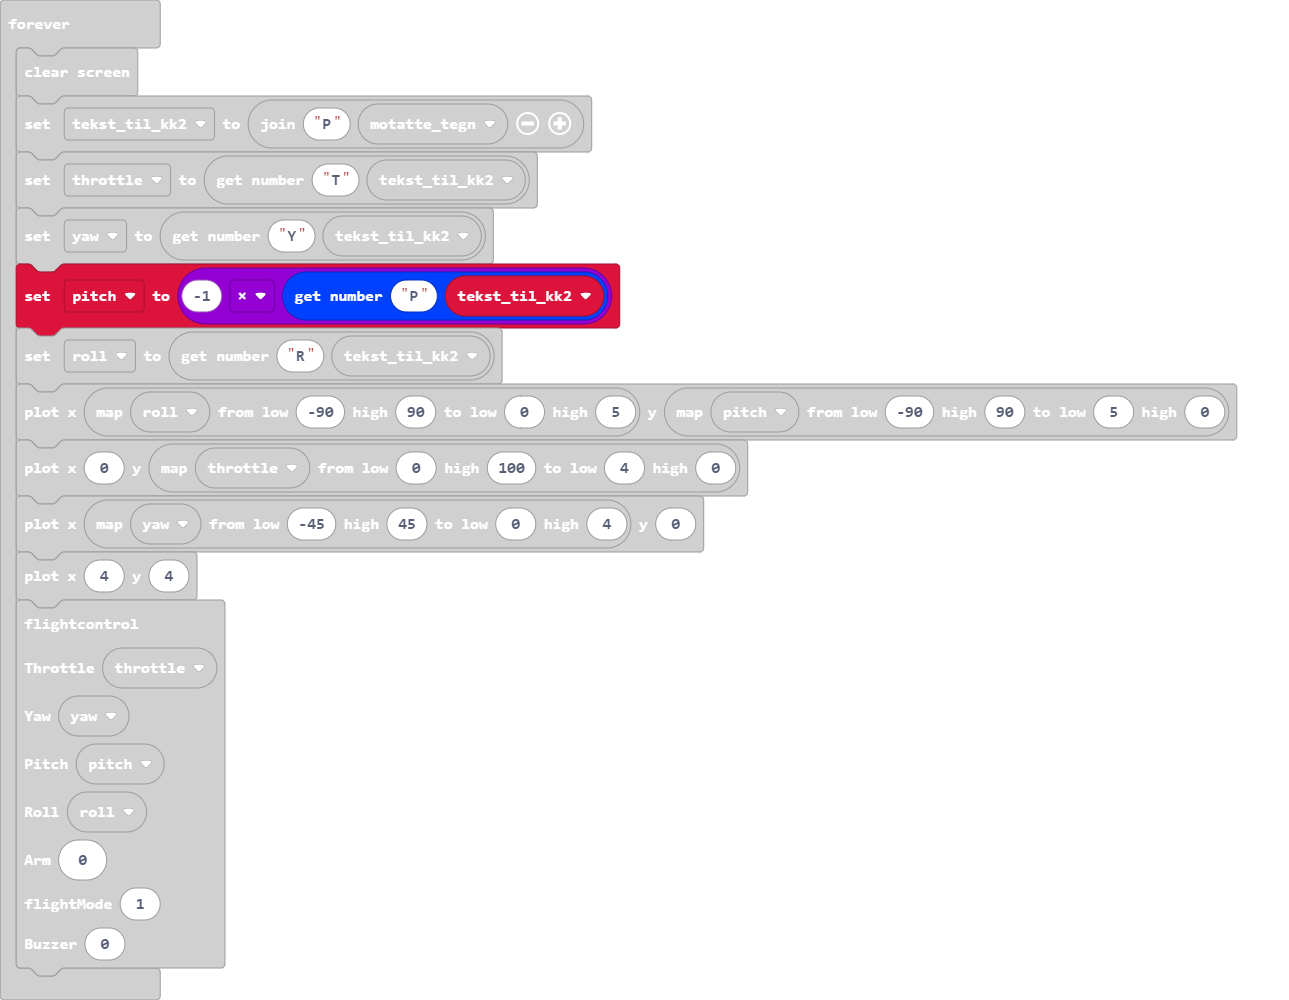 forever
clear screen
set tekst_til_kk2 to join "P" motatte_tegn
set throttle to get number "T" tekst_til_kk2
set yaw to get number "Y" tekst_til_kk2
set pitch to -1 × get number "P" tekst_til_kk2
set roll to get number "R" tekst_til_kk2
plot x map roll from low -90 high 90 to low 0 high 5 y map pitch from low -90 high 90 to low 5 high 0
plot x 0 y map throttle from low 0 high 100 to low 4 high 0
plot x map yaw from low -45 high 45 to low 0 high 4 y 0
plot x 4 y 4
flightcontrol
Throttle throttle
Yaw yaw
Pitch pitch
Roll roll
Arm 0
flightMode 1
Buzzer 0